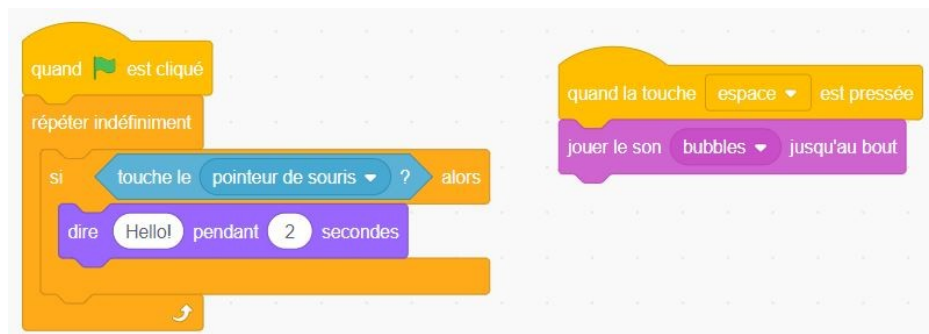 quand est cliqué
répéter indéfiniment
si touche le pointeur de souris ? alors
dire Hello! pendant 2 secondes
quand la touche espace est pressée
jouer le son bubbles jusqu'au bout